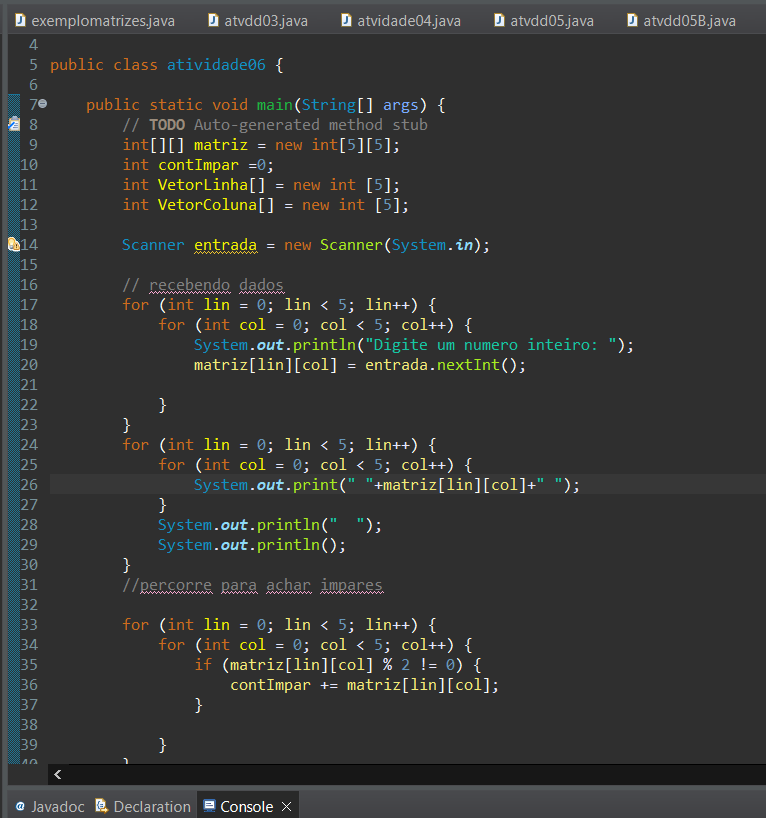 exemplomatrizes.java atvdd03.java atvidade04.java atvdd05.java atvdd05B.java
4
5 public class atividade06 {
6
7 public static void main(String[] args) {
8 // TODO Auto-generated method stub
9 int[][] matriz = new int[5][5];
10 int contImpar =0;
11 int VetorLinha[] = new int [5];
12 int VetorColuna[] = new int [5];
13
14 Scanner entrada = new Scanner(System.in);
15
16 // recebendo dados
17 for (int lin = 0; lin < 5; lin++) {
18 for (int col = 0; col < 5; col++) {
19 System.out.println("Digite um numero inteiro: ");
20 matriz[lin][col] = entrada.nextInt();
21
22 }
23 }
24 for (int lin = 0; lin < 5; lin++) {
25 for (int col = 0; col < 5; col++) {
26 System.out.print(" "+matriz[lin][col]+" ");
27 }
28 System.out.println("  ");
29 System.out.println();
30 }
31 //percorre para achar impares
32
33 for (int lin = 0; lin < 5; lin++) {
34 for (int col = 0; col < 5; col++) {
35 if (matriz[lin][col] % 2 != 0) {
36 contImpar += matriz[lin][col];
37 }
38
39 }
40 }
@ Javadoc Declaration Console